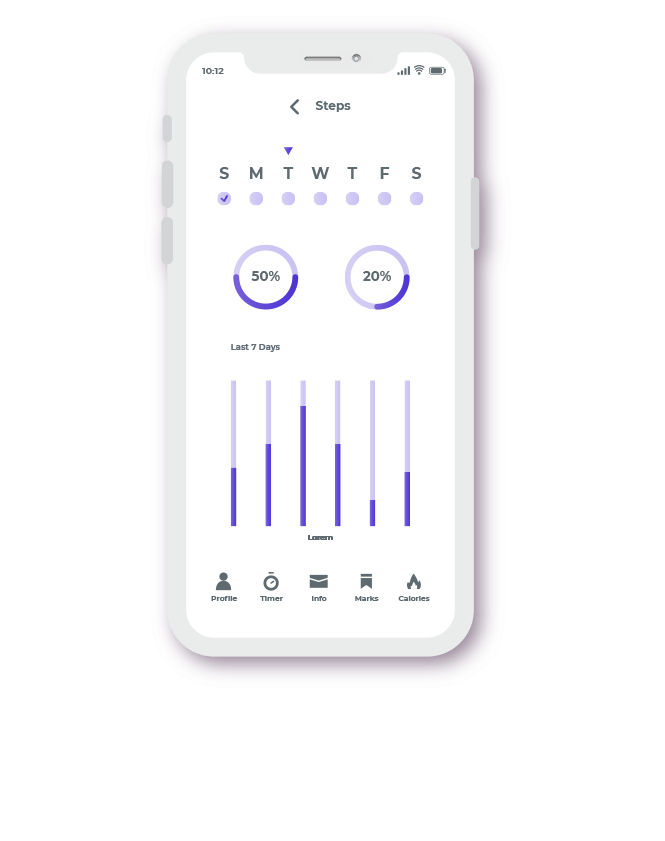 10:12
Steps
S M T W T F S
50% 20%
Last 7 Days
Lorem
Profile Timer Info Marks Calories